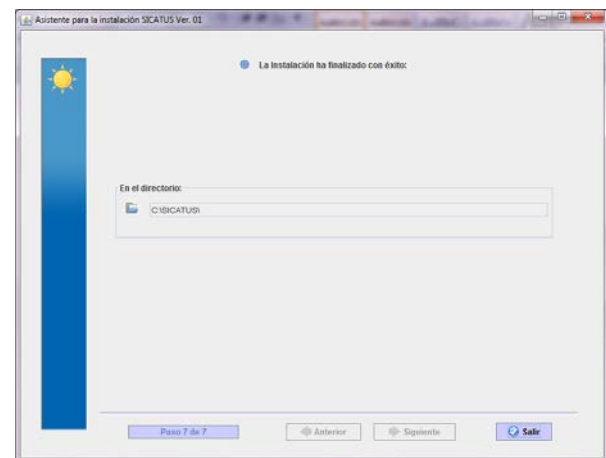 Asistente para la instalación SICATUS Ver. 01
La Instalación ha finalizado con éxito:
En el directorio:
C:\SICATUS\
Paso 7 de 7
Anterior
Siguiente
Salir